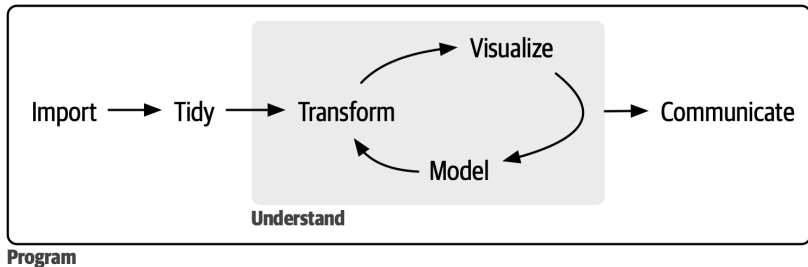 Visualize
Import
Tidy
Transform
Communicate
Model
Understand
Program